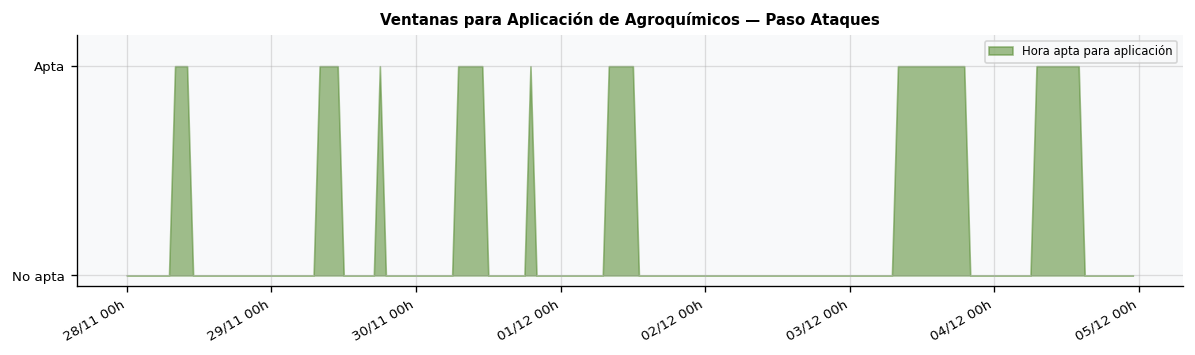 Ventanas para Aplicación de Agroquímicos — Paso Ataques
Hora apta para aplicación
Apta
No apta
28/11 00h
29/11 00h
30/11 00h
01/12 00h
02/12 00h
03/12 00h
04/12 00h
05/12 00h